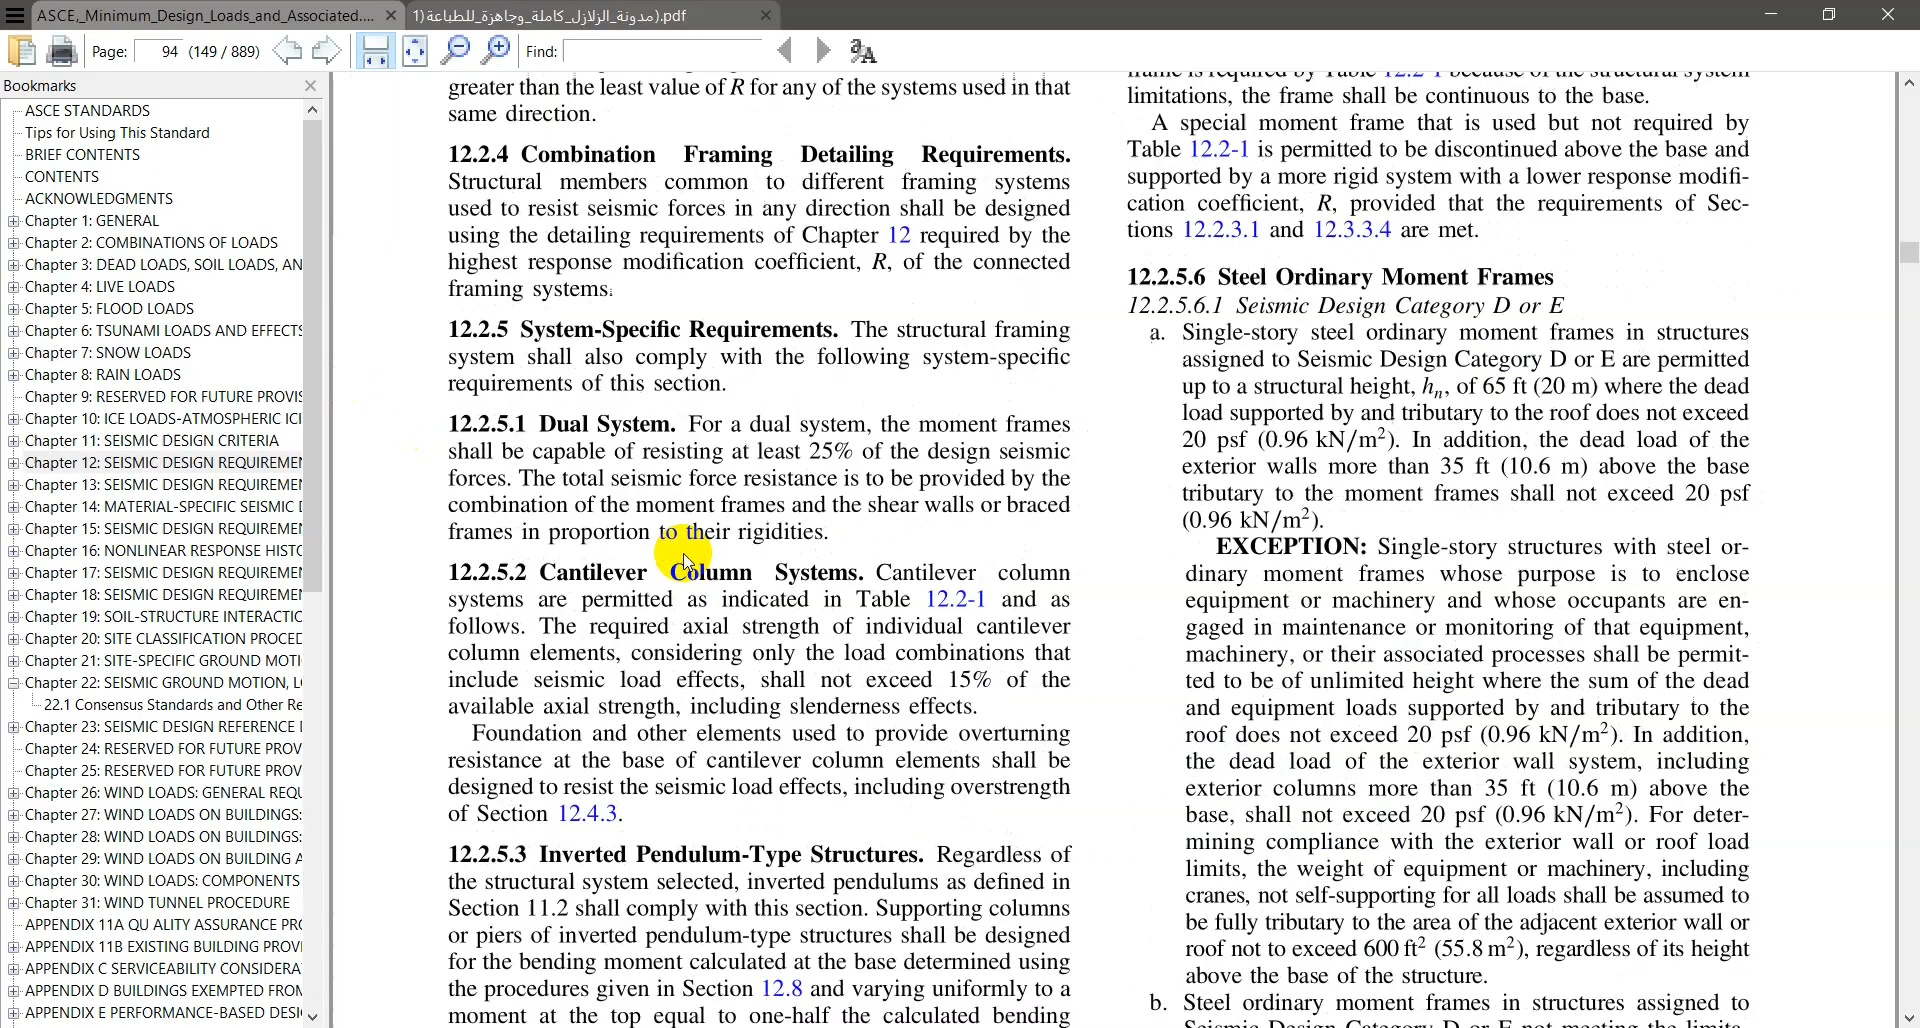 ASCE,_Minimum_Design_Loads_and_Associated....
1)مدونة_الزلازل_كاملة_وجاهزة_للطباعة).pdf
Page: 94 (149 / 889) Find:
Bookmarks
ASCE STANDARDS
Tips for Using This Standard
BRIEF CONTENTS
CONTENTS
ACKNOWLEDGMENTS
Chapter 1: GENERAL
Chapter 2: COMBINATIONS OF LOADS
Chapter 3: DEAD LOADS, SOIL LOADS, AN
Chapter 4: LIVE LOADS
Chapter 5: FLOOD LOADS
Chapter 6: TSUNAMI LOADS AND EFFECTS
Chapter 7: SNOW LOADS
Chapter 8: RAIN LOADS
Chapter 9: RESERVED FOR FUTURE PROVIS
Chapter 10: ICE LOADS-ATMOSPHERIC ICI
Chapter 11: SEISMIC DESIGN CRITERIA
Chapter 12: SEISMIC DESIGN REQUIREMEN
Chapter 13: SEISMIC DESIGN REQUIREMEN
Chapter 14: MATERIAL-SPECIFIC SEISMIC D
Chapter 15: SEISMIC DESIGN REQUIREMEN
Chapter 16: NONLINEAR RESPONSE HISTO
Chapter 17: SEISMIC DESIGN REQUIREMEN
Chapter 18: SEISMIC DESIGN REQUIREMEN
Chapter 19: SOIL-STRUCTURE INTERACTIO
Chapter 20: SITE CLASSIFICATION PROCED
Chapter 21: SITE-SPECIFIC GROUND MOTI
Chapter 22: SEISMIC GROUND MOTION, L
22.1 Consensus Standards and Other Re
Chapter 23: SEISMIC DESIGN REFERENCE
Chapter 24: RESERVED FOR FUTURE PROV
Chapter 25: RESERVED FOR FUTURE PROV
Chapter 26: WIND LOADS: GENERAL REQU
Chapter 27: WIND LOADS ON BUILDINGS:
Chapter 28: WIND LOADS ON BUILDINGS:
Chapter 29: WIND LOADS ON BUILDING A
Chapter 30: WIND LOADS: COMPONENTS
Chapter 31: WIND TUNNEL PROCEDURE
APPENDIX 11A QU ALITY ASSURANCE PRO
APPENDIX 11B EXISTING BUILDING PROVI
APPENDIX C SERVICEABILITY CONSIDERA
APPENDIX D BUILDINGS EXEMPTED FROM
APPENDIX E PERFORMANCE-BASED DESI
greater than the least value of R for any of the systems used in that
same direction.
12.2.4 Combination Framing Detailing Requirements.
Structural members common to different framing systems
used to resist seismic forces in any direction shall be designed
using the detailing requirements of Chapter 12 required by the
highest response modification coefficient, R, of the connected
framing systems.
12.2.5 System-Specific Requirements. The structural framing
system shall also comply with the following system-specific
requirements of this section.
12.2.5.1 Dual System. For a dual system, the moment frames
shall be capable of resisting at least 25% of the design seismic
forces. The total seismic force resistance is to be provided by the
combination of the moment frames and the shear walls or braced
frames in proportion to their rigidities.
12.2.5.2 Cantilever Column Systems. Cantilever column
systems are permitted as indicated in Table 12.2-1 and as
follows. The required axial strength of individual cantilever
column elements, considering only the load combinations that
include seismic load effects, shall not exceed 15% of the
available axial strength, including slenderness effects.
Foundation and other elements used to provide overturning
resistance at the base of cantilever column elements shall be
designed to resist the seismic load effects, including overstrength
of Section 12.4.3.
12.2.5.3 Inverted Pendulum-Type Structures. Regardless of
the structural system selected, inverted pendulums as defined in
Section 11.2 shall comply with this section. Supporting columns
or piers of inverted pendulum-type structures shall be designed
for the bending moment calculated at the base determined using
the procedures given in Section 12.8 and varying uniformly to a
moment at the top equal to one-half the calculated bending
frame is required by Table 12.2-1 because of the structural system
limitations, the frame shall be continuous to the base.
A special moment frame that is used but not required by
Table 12.2-1 is permitted to be discontinued above the base and
supported by a more rigid system with a lower response modifi-
cation coefficient, R, provided that the requirements of Sec-
tions 12.2.3.1 and 12.3.3.4 are met.
12.2.5.6 Steel Ordinary Moment Frames
12.2.5.6.1 Seismic Design Category D or E
a. Single-story steel ordinary moment frames in structures
assigned to Seismic Design Category D or E are permitted
up to a structural height, hn, of 65 ft (20 m) where the dead
load supported by and tributary to the roof does not exceed
20 psf (0.96 kN/m²). In addition, the dead load of the
exterior walls more than 35 ft (10.6 m) above the base
tributary to the moment frames shall not exceed 20 psf
(0.96 kN/m²).
EXCEPTION: Single-story structures with steel or-
dinary moment frames whose purpose is to enclose
equipment or machinery and whose occupants are en-
gaged in maintenance or monitoring of that equipment,
machinery, or their associated processes shall be permit-
ted to be of unlimited height where the sum of the dead
and equipment loads supported by and tributary to the
roof does not exceed 20 psf (0.96 kN/m²). In addition,
the dead load of the exterior wall system, including
exterior columns more than 35 ft (10.6 m) above the
base, shall not exceed 20 psf (0.96 kN/m²). For deter-
mining compliance with the exterior wall or roof load
limits, the weight of equipment or machinery, including
cranes, not self-supporting for all loads shall be assumed to
be fully tributary to the area of the adjacent exterior wall or
roof not to exceed 600 ft² (55.8 m²), regardless of its height
above the base of the structure.
b. Steel ordinary moment frames in structures assigned to
Seismic Design Category D or E not meeting the limita-